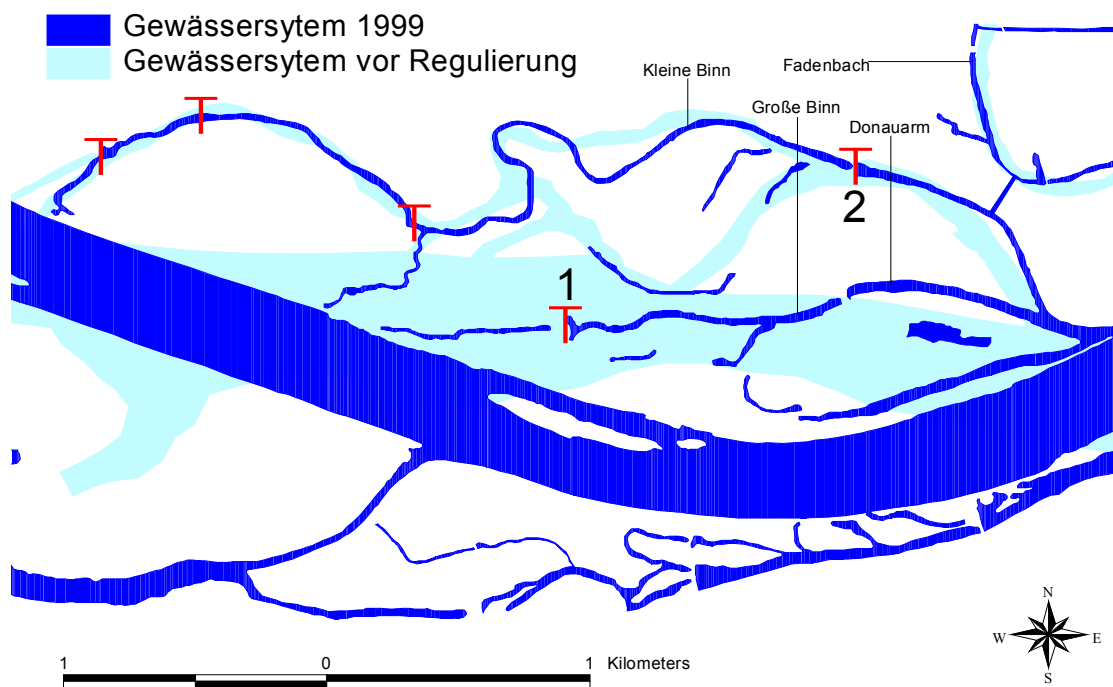 Gewässersytem 1999
Gewässersytem vor Regulierung
Kleine Binn
Fadenbach
Große Binn
Donauarm
2
1
N
W E
S
1 0 1 Kilometers